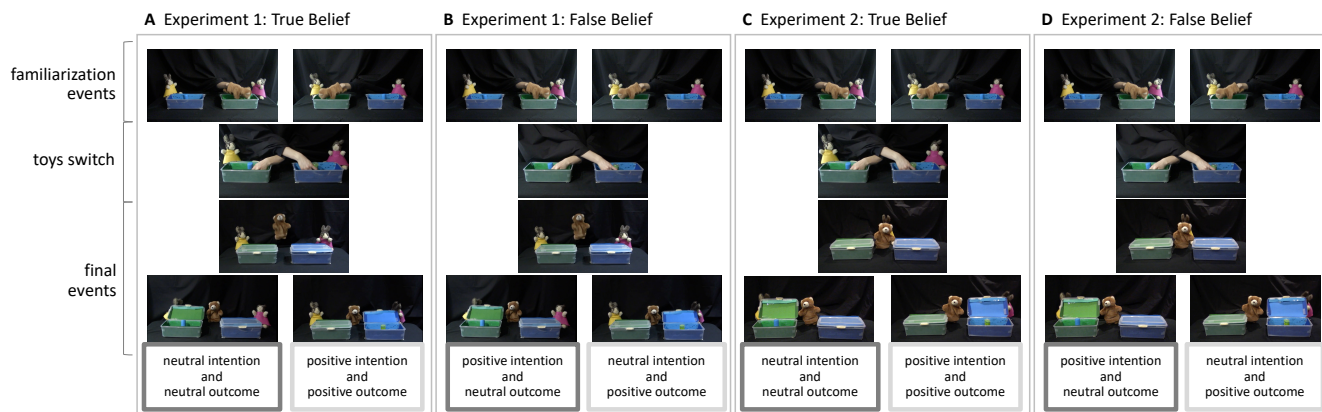 A Experiment 1: True Belief
B Experiment 1: False Belief
C Experiment 2: True Belief
D Experiment 2: False Belief
familiarization
events
toys switch
final
events
neutral intention
and
neutral outcome
positive intention
and
positive outcome
positive intention
and
neutral outcome
neutral intention
and
positive outcome
neutral intention
and
neutral outcome
positive intention
and
positive outcome
positive intention
and
neutral outcome
neutral intention
and
positive outcome